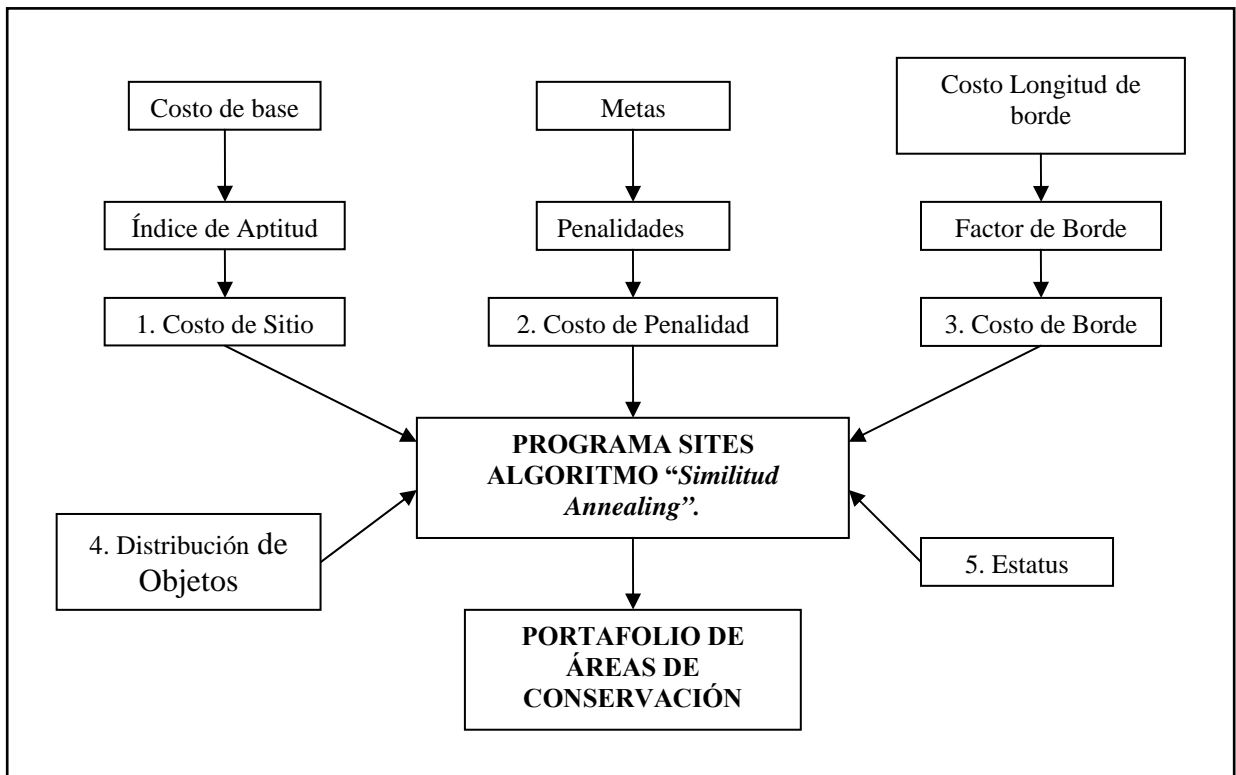 Costo de base
Metas
Costo Longitud de
borde
Índice de Aptitud
Penalidades
Factor de Borde
1. Costo de Sitio
2. Costo de Penalidad
3. Costo de Borde
PROGRAMA SITES
ALGORITMO “Similitud
Annealing”.
4. Distribución de
Objetos
5. Estatus
PORTAFOLIO DE
ÁREAS DE
CONSERVACIÓN